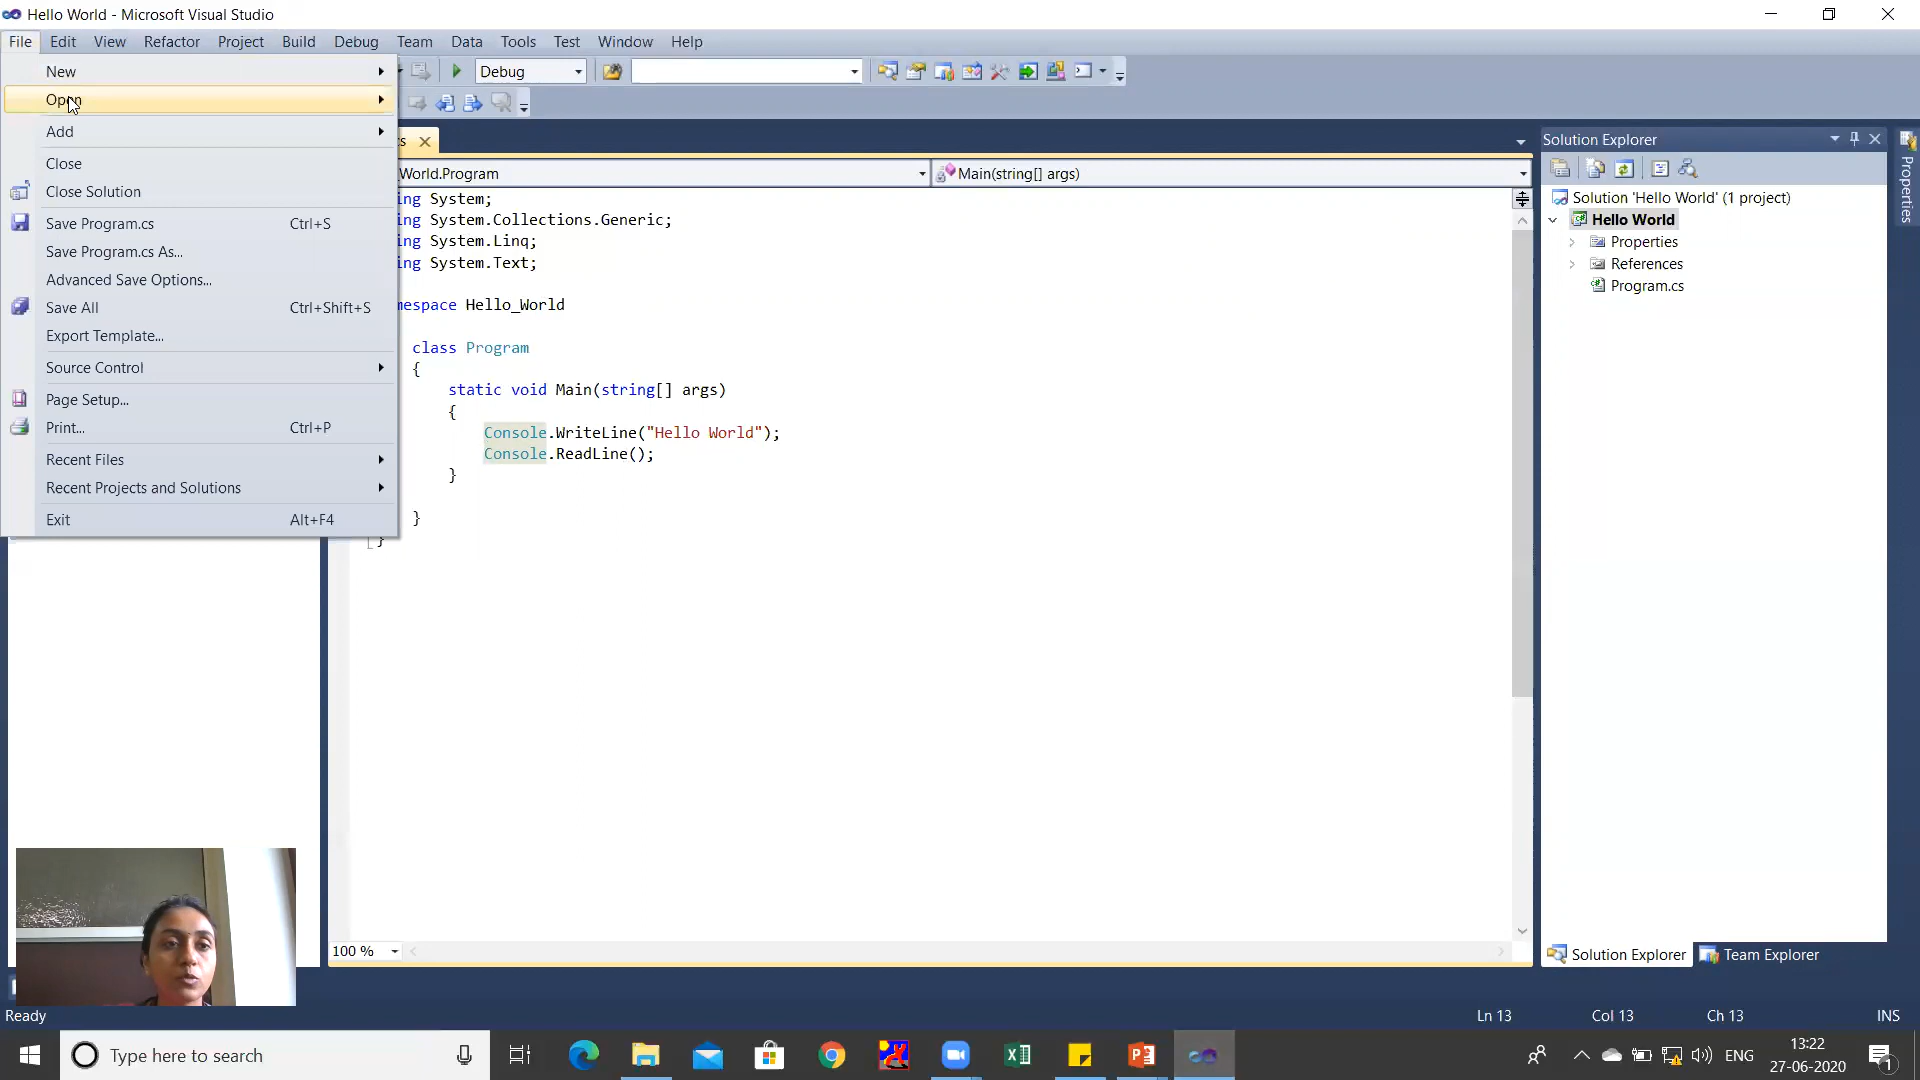 Hello World - Microsoft Visual Studio
File Edit View Refactor Project Build Debug Team Data Tools Test Window Help
New
Debug
Open
Add
Close
Close Solution
Save Program.cs Ctrl+S
Save Program.cs As...
Advanced Save Options...
Save All Ctrl+Shift+S
Export Template...
Source Control
Page Setup...
Print... Ctrl+P
Recent Files
Recent Projects and Solutions
Exit Alt+F4
s
_World.Program
Main(string[] args)
ing System;
ing System.Collections.Generic;
ing System.Linq;
ing System.Text;
mespace Hello_World
class Program
{
static void Main(string[] args)
{
Console.WriteLine("Hello World");
Console.ReadLine();
}
}
}
100 %
Solution Explorer
Solution 'Hello World' (1 project)
Hello World
Properties
References
Program.cs
Properties
Solution Explorer Team Explorer
Ready
Ln 13 Col 13 Ch 13 INS
Type here to search
ENG
13:22
27-06-2020
1